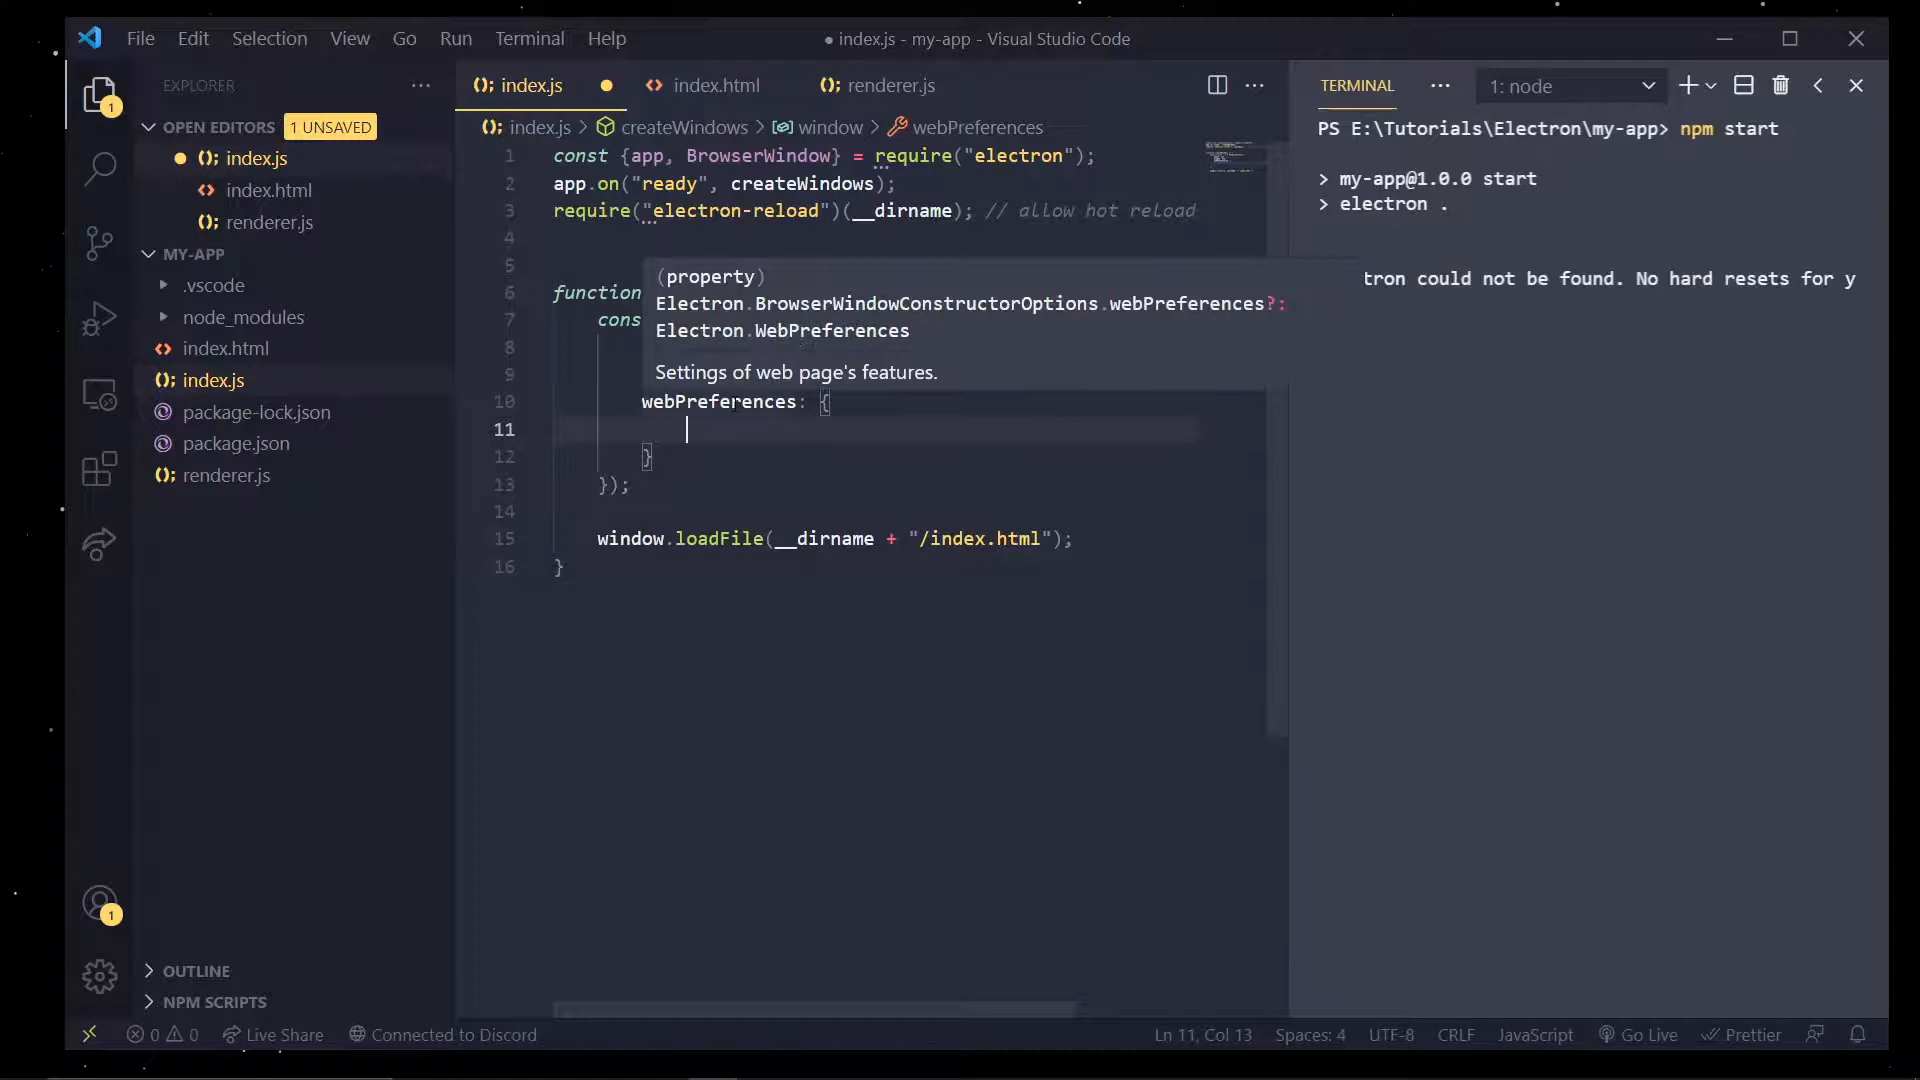 File Edit Selection View Go Run Terminal Help
● index.js - my-app - Visual Studio Code
EXPLORER
OPEN EDITORS 1 UNSAVED
index.js
index.html
renderer.js
MY-APP
.vscode
node_modules
index.html
index.js
package-lock.json
package.json
renderer.js
OUTLINE
NPM SCRIPTS
1
1
index.js index.html renderer.js
index.js > createWindows > window > webPreferences
1 const {app, BrowserWindow} = require("electron");
2 app.on("ready", createWindows);
3 require("electron-reload")(__dirname); // allow hot reload
4
5
6 function
7 cons
8
9
10 webPreferences: {
11
12 }
13 });
14
15 window.loadFile(__dirname + "/index.html");
16 }
(property)
Electron.BrowserWindowConstructorOptions.webPreferences?:
Electron.WebPreferences
Settings of web page's features.
TERMINAL 1: node
PS E:\Tutorials\Electron\my-app> npm start
> my-app@1.0.0 start
> electron .
tron could not be found. No hard resets for y
0 0 Live Share Connected to Discord
Ln 11, Col 13 Spaces: 4 UTF-8 CRLF JavaScript Go Live Prettier